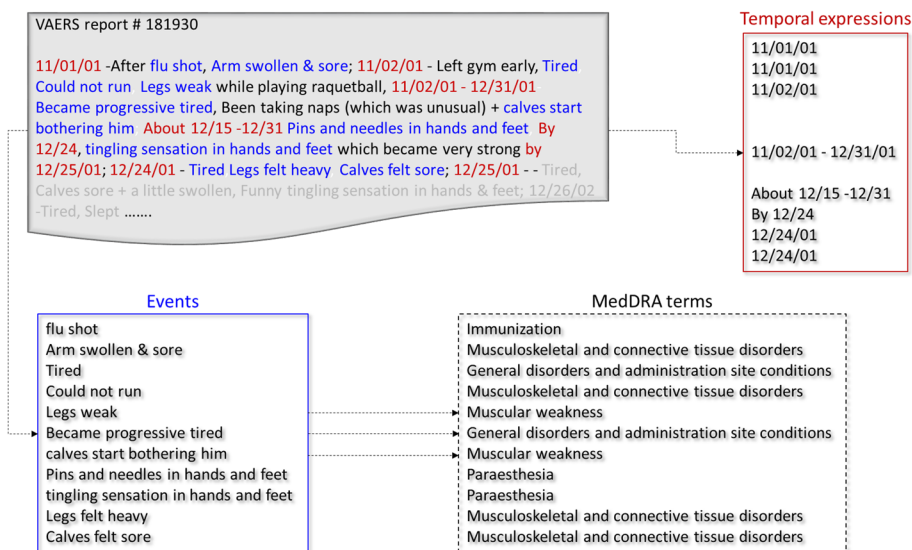 VAERS report # 181930
11/01/01 -After flu shot, Arm swollen & sore; 11/02/01 - Left gym early, Tired
Could not run Legs weak while playing raquetball, 11/02/01 - 12/31/01
Became progressive tired, Been taking naps (which was unusual) + calves start
bothering him About 12/15 -12/31 Pins and needles in hands and feet By
12/24, tingling sensation in hands and feet which became very strong by
12/25/01; 12/24/01 - Tired Legs felt heavy Calves felt sore; 12/25/01 - - Tired,
Calves sore + a little swollen, Funny tingling sensation in hands & feet; 12/26/02
-Tired, Slept .......
Temporal expressions
11/01/01
11/01/01
11/02/01
11/02/01 - 12/31/01
About 12/15 -12/31
By 12/24
12/24/01
12/24/01
Events
flu shot
Arm swollen & sore
Tired
Could not run
Legs weak
Became progressive tired
calves start bothering him
Pins and needles in hands and feet
tingling sensation in hands and feet
Legs felt heavy
Calves felt sore
MedDRA terms
Immunization
Musculoskeletal and connective tissue disorders
General disorders and administration site conditions
Musculoskeletal and connective tissue disorders
Muscular weakness
General disorders and administration site conditions
Muscular weakness
Paraesthesia
Paraesthesia
Musculoskeletal and connective tissue disorders
Musculoskeletal and connective tissue disorders